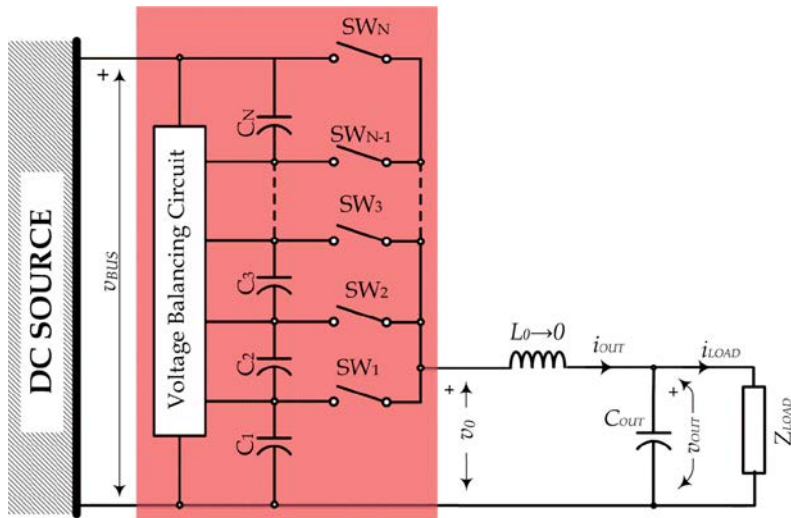 DC SOURCE
+
vBUS
Voltage Balancing Circuit
CN
C3
C2
C1
SWN
SWN-1
SW3
SW2
SW1
+
v0
L0→0
iOUT
iLOAD
COUT
+
vOUT
ZLOAD